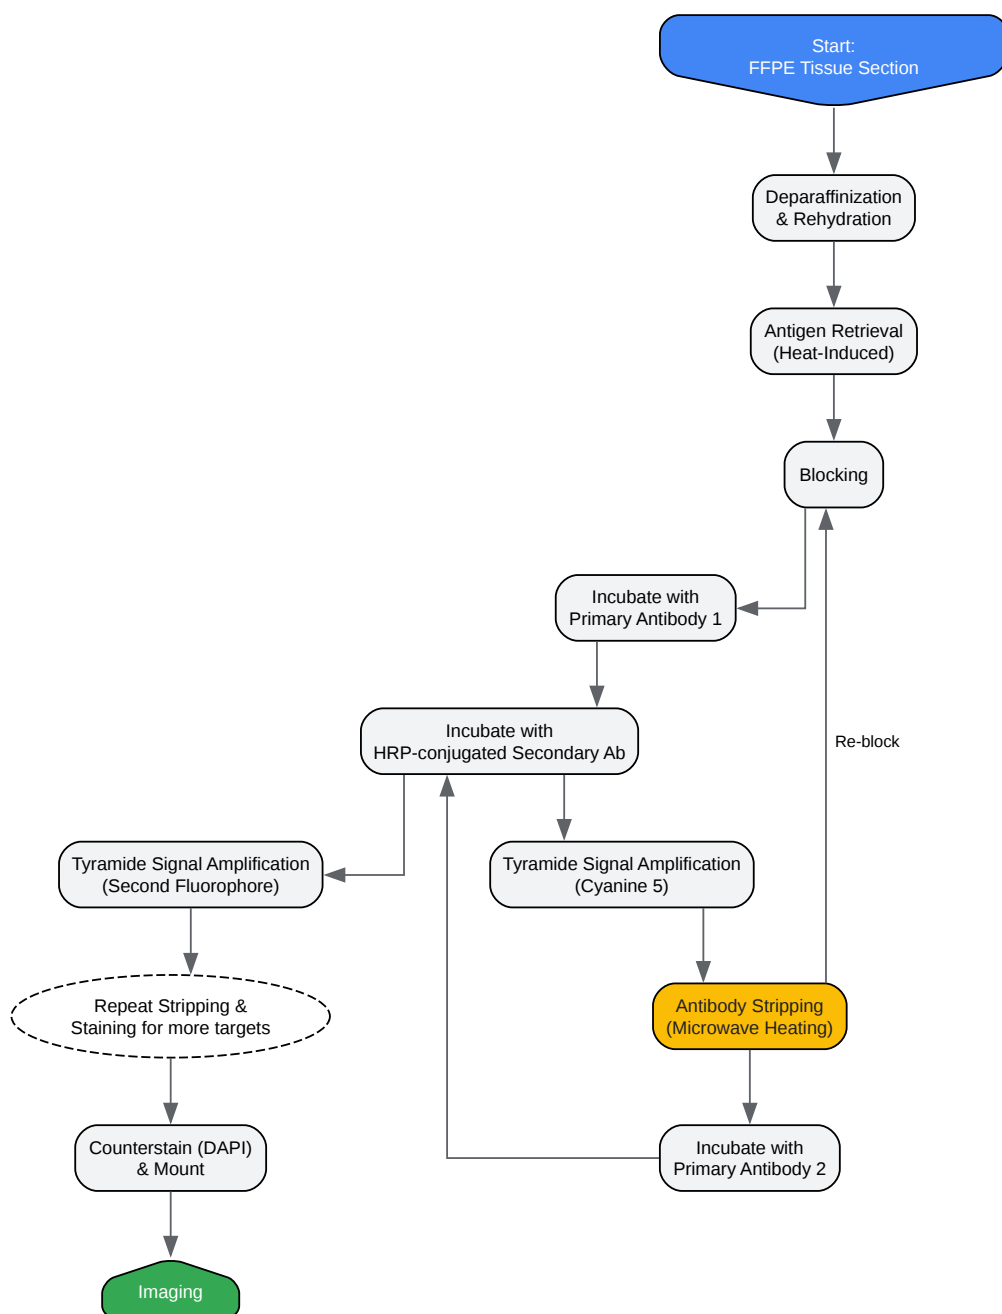 Start:
FFPE Tissue Section
Deparaffinization
& Rehydration
Antigen Retrieval
(Heat-Induced)
Blocking
Incubate with
Primary Antibody 1
Incubate with
HRP-conjugated Secondary Ab
Re-block
Tyramide Signal Amplification
(Second Fluorophore)
Tyramide Signal Amplification
(Cyanine 5)
Repeat Stripping &
Staining for more targets
Antibody Stripping
(Microwave Heating)
Counterstain (DAPI)
& Mount
Incubate with
Primary Antibody 2
Imaging